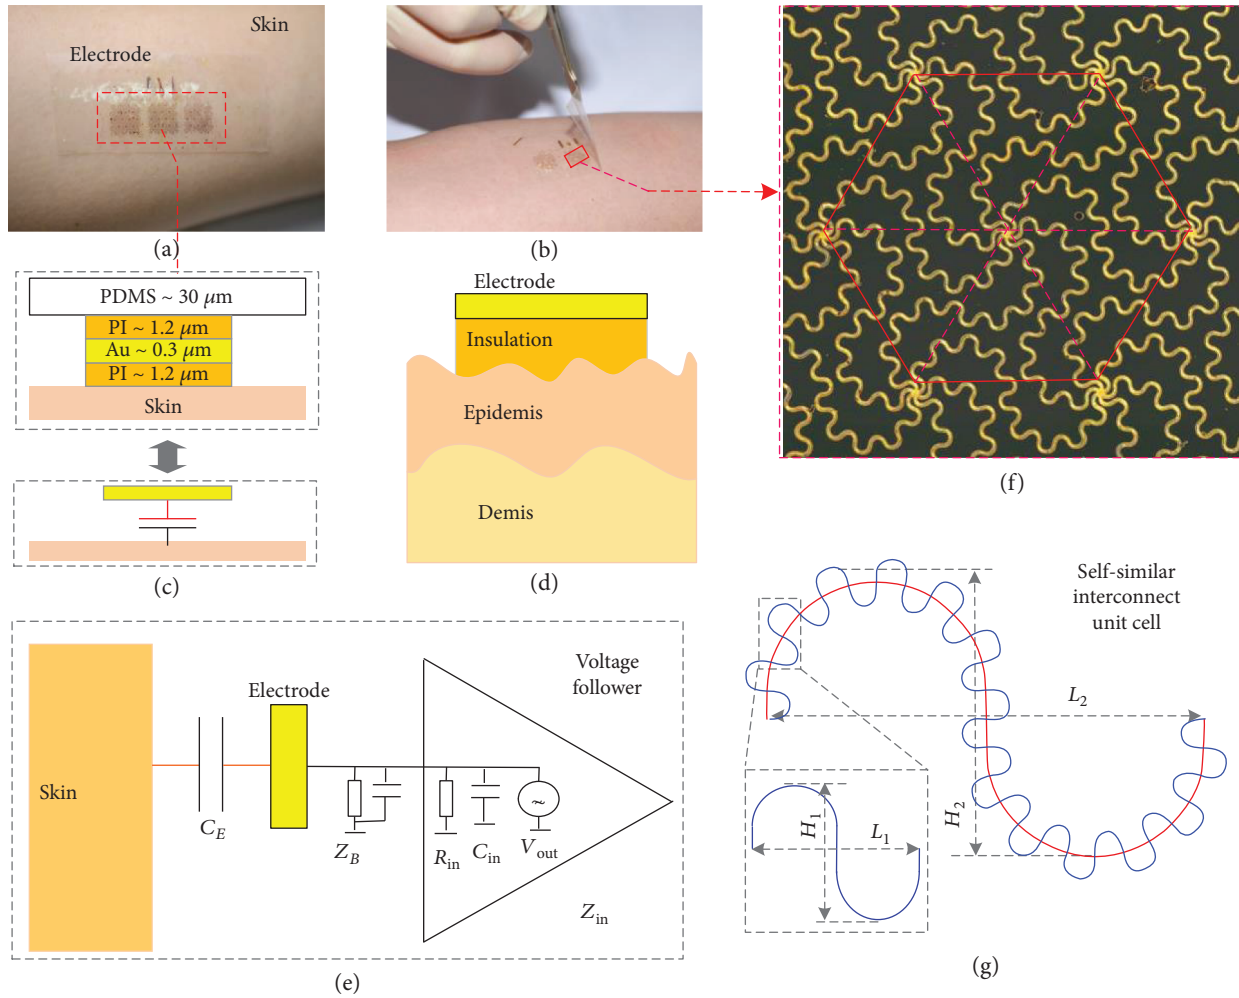 Skin
Electrode
(a)
(b)
PDMS ~ 30 μm
PI ~ 1.2 μm
Au ~ 0.3 μm
PI ~ 1.2 μm
Skin
(c)
Electrode
Insulation
Epidemis
Demis
(d)
(f)
Skin
C_E
Electrode
Z_B
R_in
C_in
V_out
Voltage
follower
Z_in
(e)
Self-similar
interconnect
unit cell
L_2
H_2
H_1
L_1
(g)